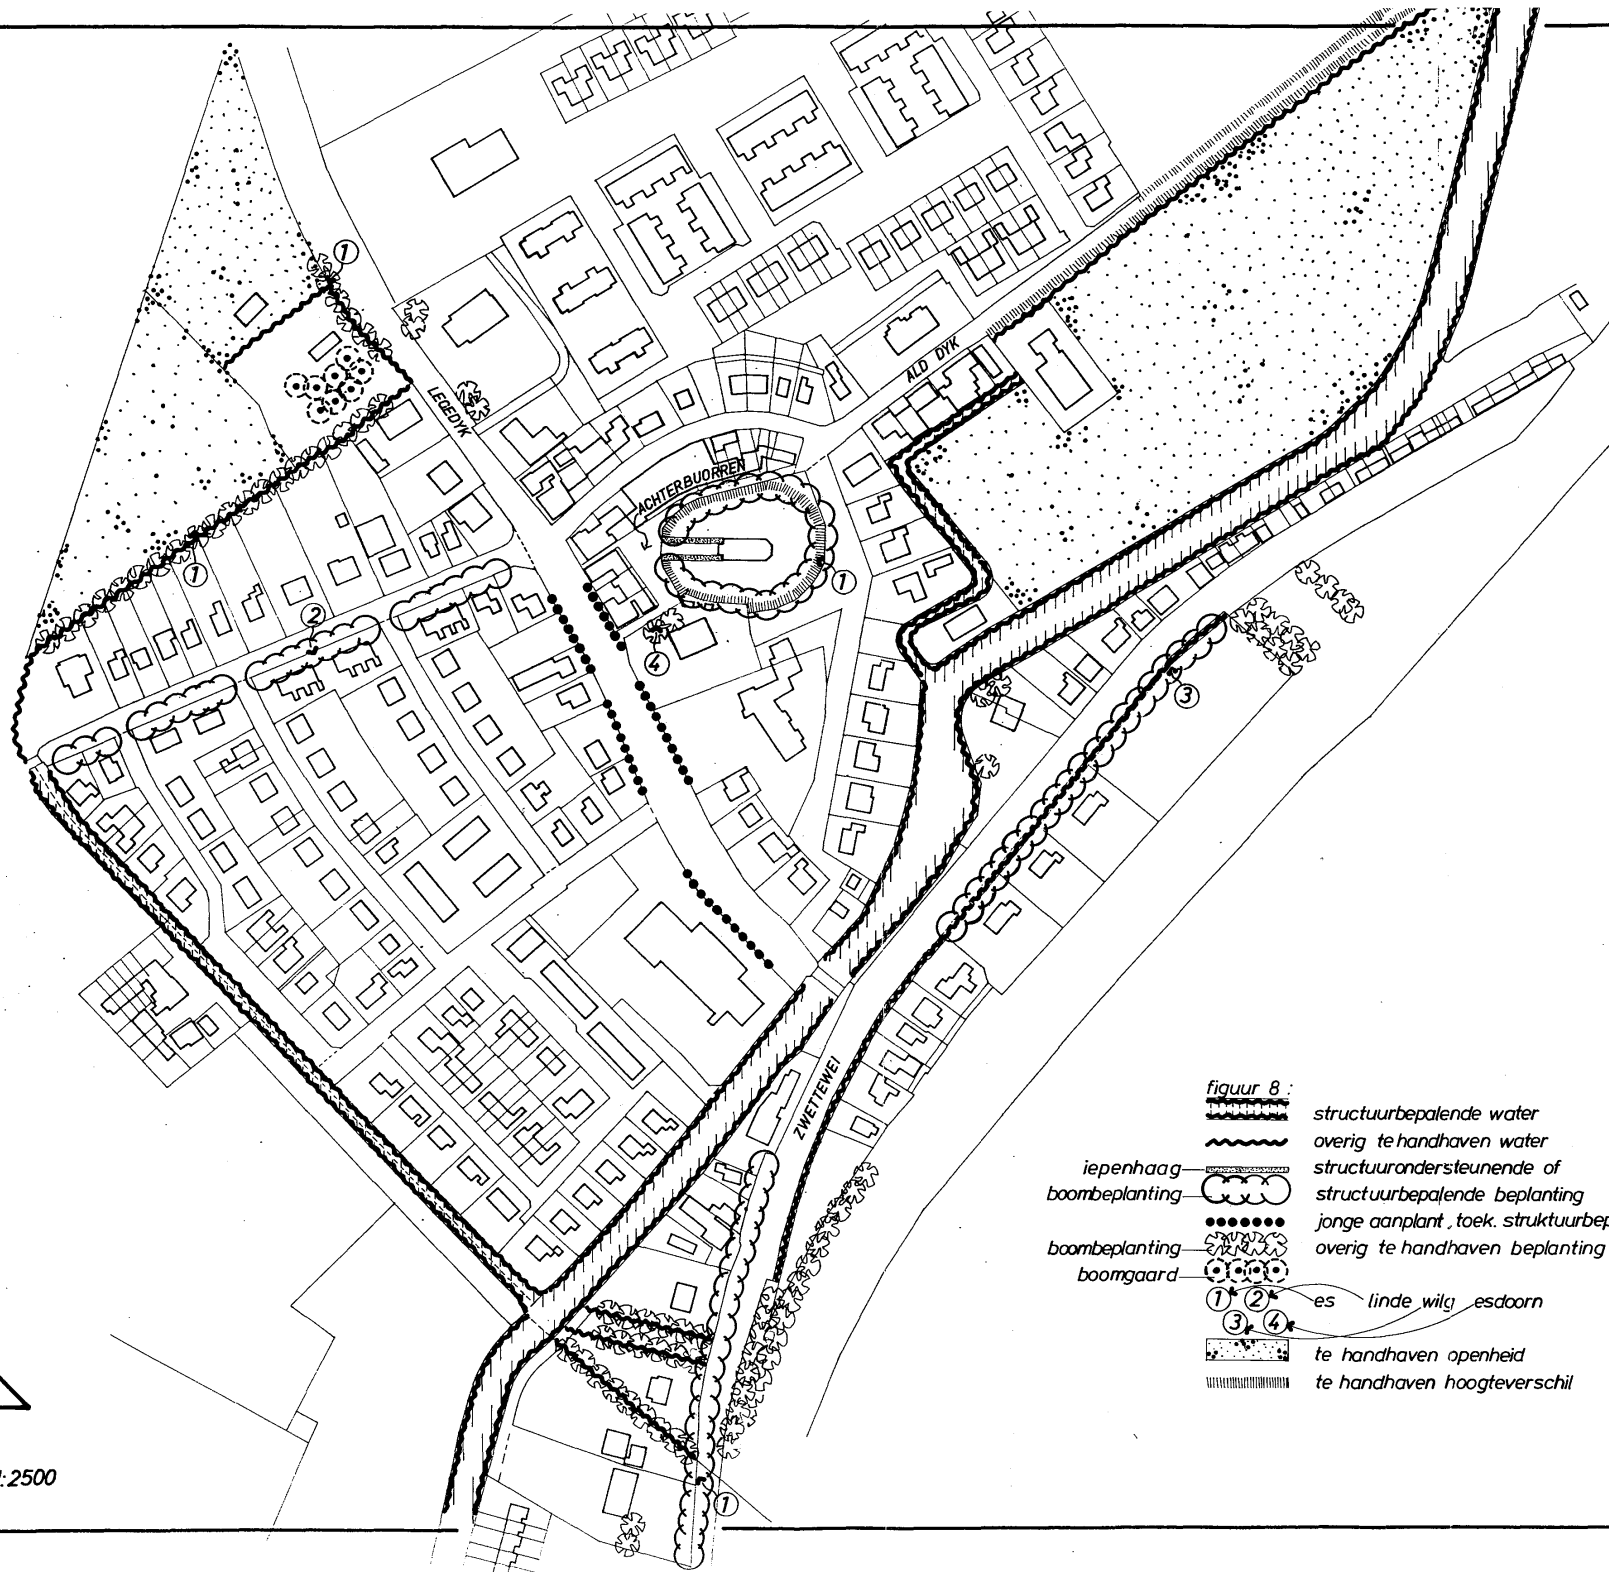 1
LEGEDYK
ALD DYK
ACHTERBUORREN
1
1
2
4
3
ZWETTEWEI
1
1:2500
figuur 8 :
structuurbepalende water
overig te handhaven water
iepenhaag structuurondersteunende of
boombeplanting structuurbepalende beplanting
jonge aanplant, toek. struktuurbep
boombeplanting overig te handhaven beplanting
boomgaard
1 2 es linde wilg esdoorn
3 4
te handhaven openheid
te handhaven hoogteverschil